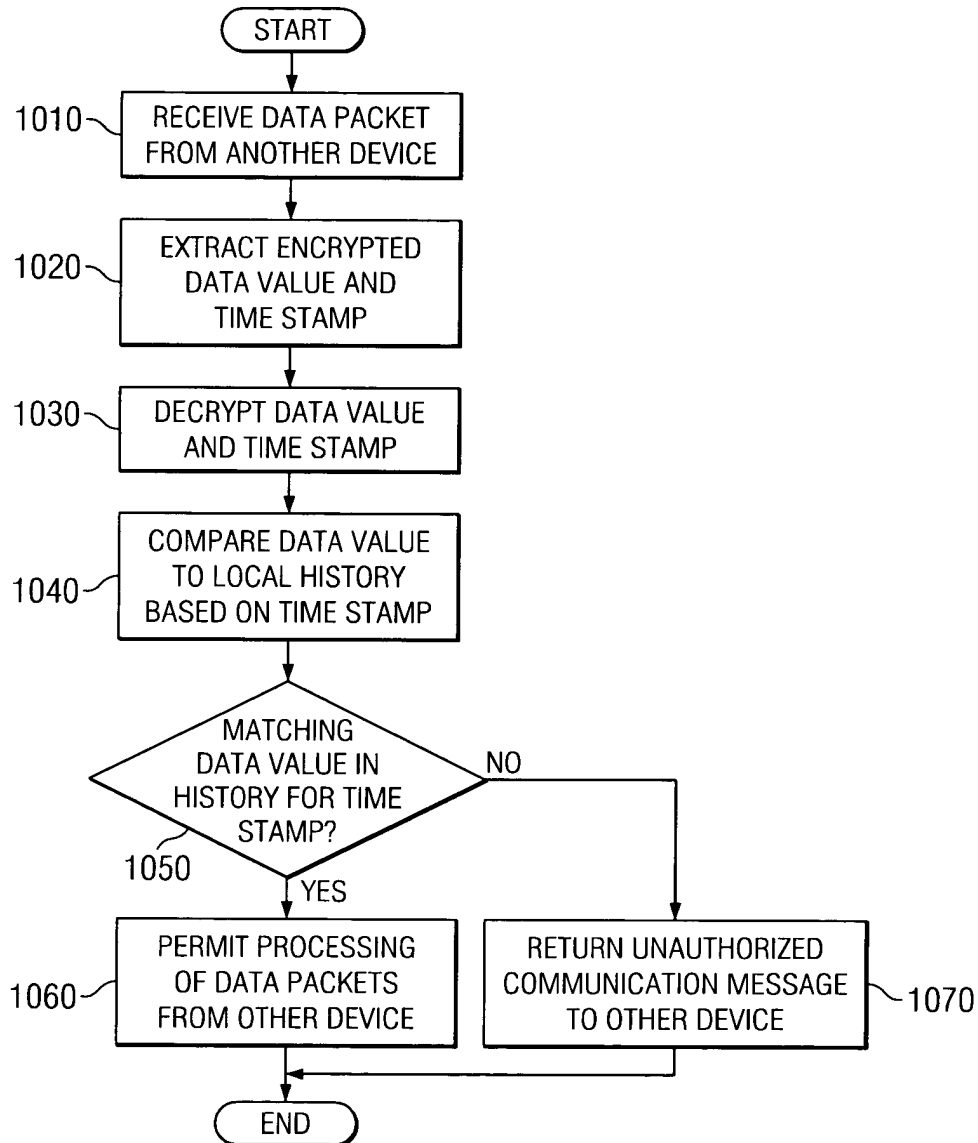 START
1010
RECEIVE DATA PACKET
FROM ANOTHER DEVICE
1020
EXTRACT ENCRYPTED
DATA VALUE AND
TIME STAMP
1030
DECRYPT DATA VALUE
AND TIME STAMP
1040
COMPARE DATA VALUE
TO LOCAL HISTORY
BASED ON TIME STAMP
MATCHING
DATA VALUE IN
HISTORY FOR TIME
STAMP?
1050
NO
YES
1060
PERMIT PROCESSING
OF DATA PACKETS
FROM OTHER DEVICE
RETURN UNAUTHORIZED
COMMUNICATION MESSAGE
TO OTHER DEVICE
1070
END